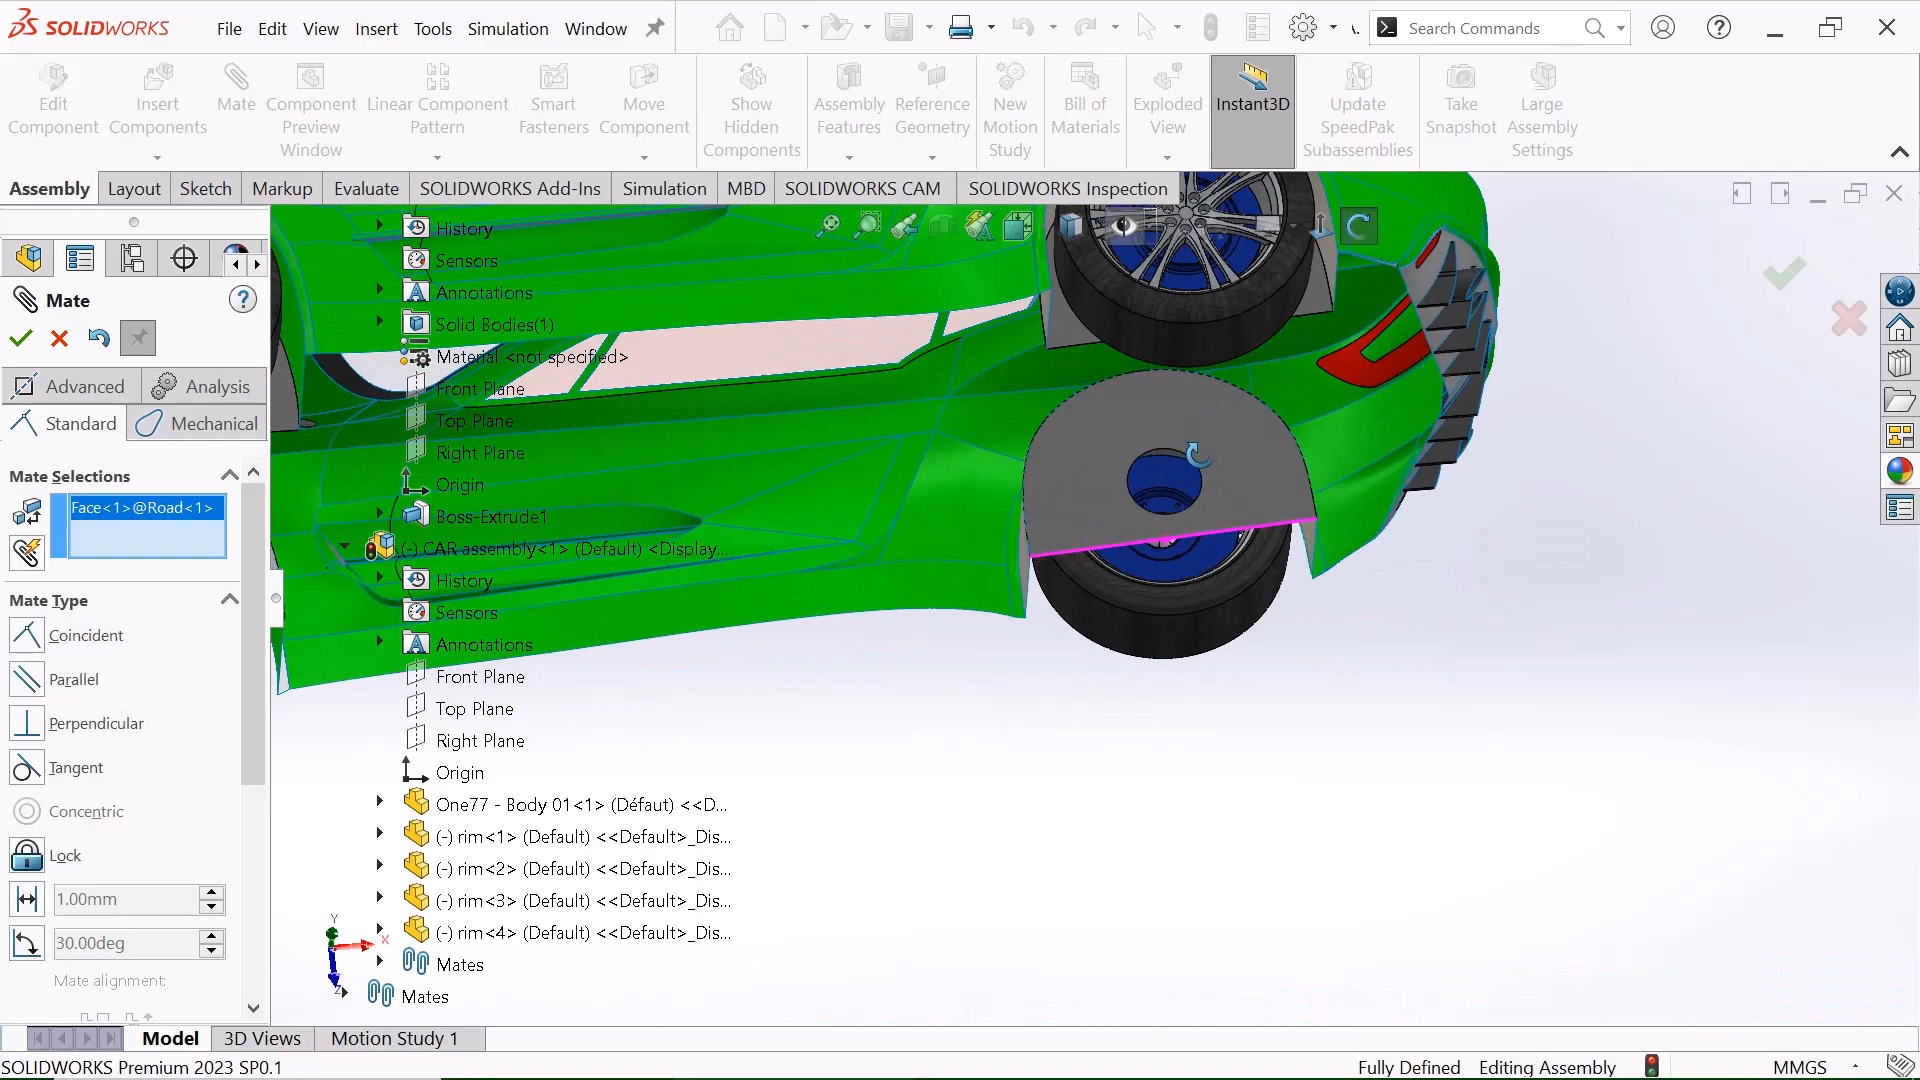 SOLIDWORKS
File Edit View Insert Tools Simulation Window
Search Commands
Edit Component
Insert Components
Mate
Component Preview Window
Linear Component Pattern
Smart Fasteners
Move Component
Show Hidden Components
Assembly Features
Reference Geometry
New Motion Study
Bill of Materials
Exploded View
Instant3D
Update SpeedPak Subassemblies
Take Snapshot
Large Assembly Settings
Assembly Layout Sketch Markup Evaluate SOLIDWORKS Add-Ins Simulation MBD SOLIDWORKS CAM SOLIDWORKS Inspection
Mate
Advanced Analysis
Standard Mechanical
Mate Selections
Face<1>@Road<1>
Mate Type
Coincident
Parallel
Perpendicular
Tangent
Concentric
Lock
1.00mm
30.00deg
Mate alignment:
History
Sensors
Annotations
Solid Bodies(1)
Material <not specified>
Front Plane
Top Plane
Right Plane
Origin
Boss-Extrude1
(-) CAR assembly<1> (Default) <Display...
History
Sensors
Annotations
Front Plane
Top Plane
Right Plane
Origin
One77 - Body 01<1> (Défaut) <<D...
(-) rim<1> (Default) <<Default>_Dis...
(-) rim<2> (Default) <<Default>_Dis...
(-) rim<3> (Default) <<Default>_Dis...
(-) rim<4> (Default) <<Default>_Dis...
Mates
Mates
Y
X
Z
Model 3D Views Motion Study 1
SOLIDWORKS Premium 2023 SP0.1
Fully Defined Editing Assembly MMGS